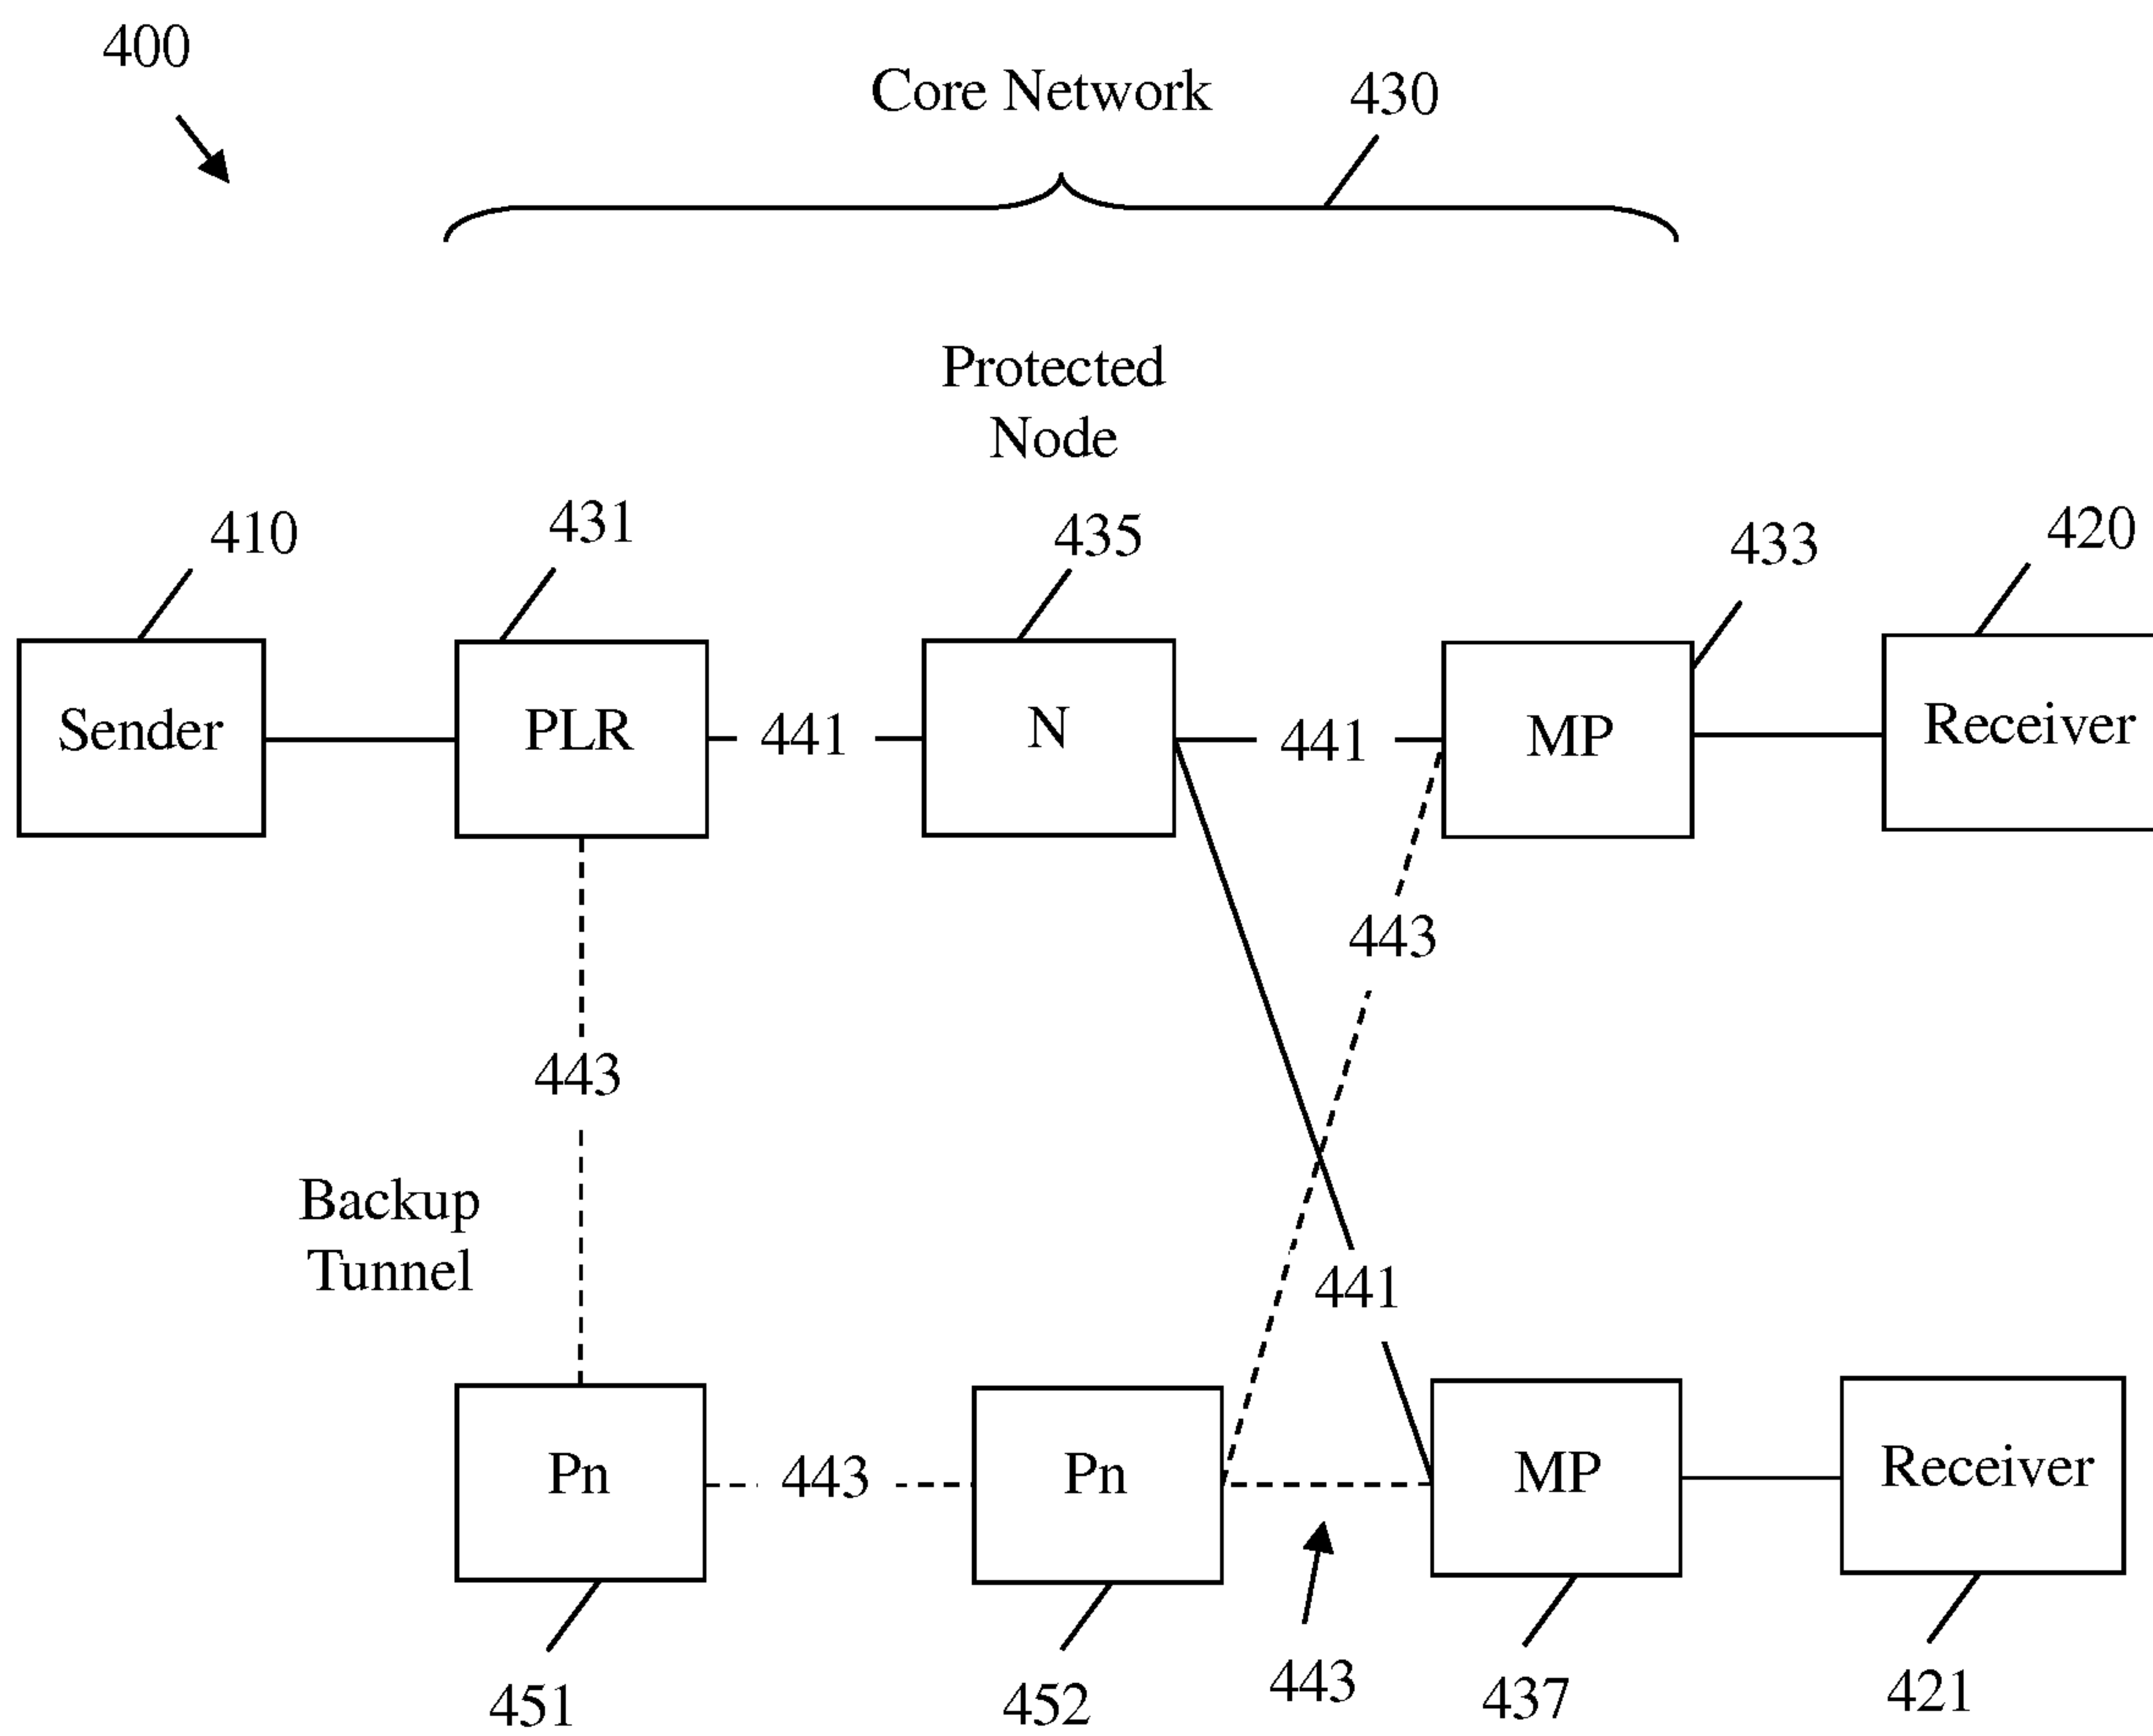 400
Core Network
430
Protected
Node
410
431
435
433
420
Sender
PLR
441
N
441
MP
Receiver
443
443
Backup
Tunnel
441
Pn
443
Pn
MP
Receiver
451
452
443
437
421